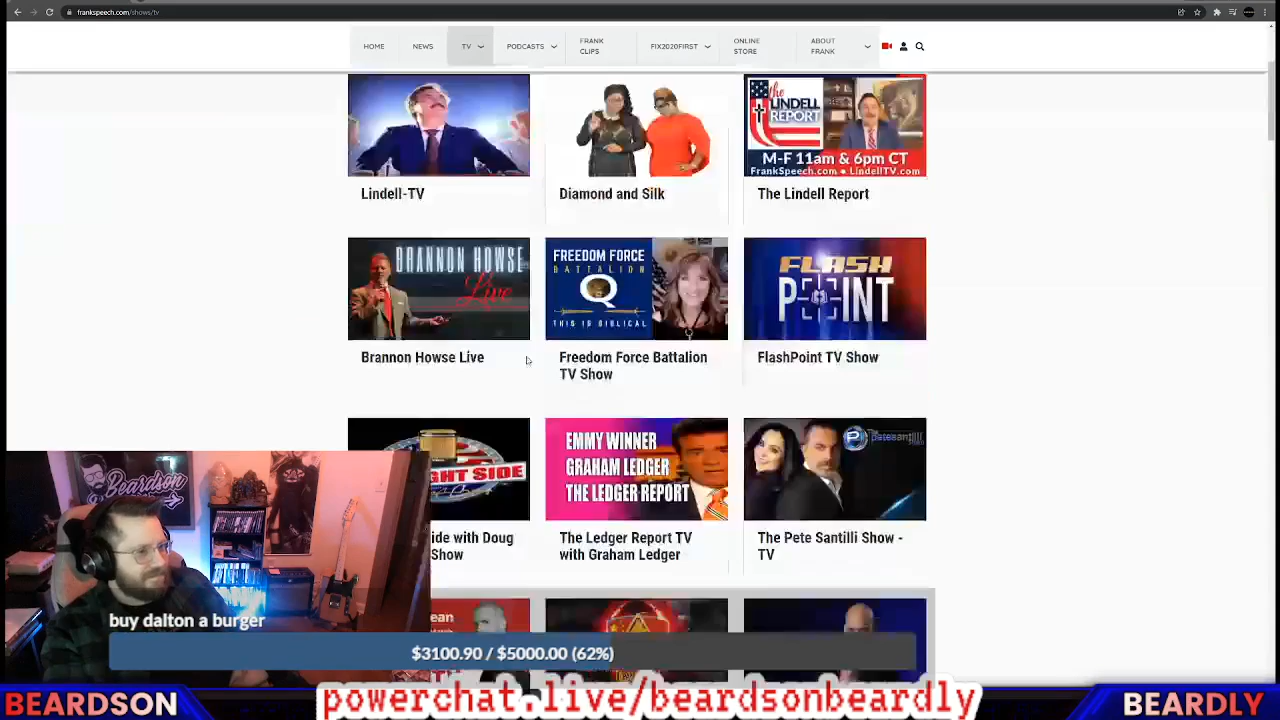 frankspeech.com/shows/tv
HOME
NEWS
TV
PODCASTS
FRANK
CLIPS
FIX2020FIRST
ONLINE
STORE
ABOUT
FRANK
the
LINDELL
REPORT
M-F 11am & 6pm CT
FrankSpeech.com • LindellTV.com
Lindell-TV
Diamond and Silk
The Lindell Report
BRANNON HOWSE
Live
FREEDOM FORCE
BATTALION
Q
THIS IS BIBLICAL
FLASH
POINT
Brannon Howse Live
Freedom Force Battalion
TV Show
FlashPoint TV Show
GHT SIDE
EMMY WINNER
GRAHAM LEDGER
THE LEDGER REPORT
ide with Doug
Show
The Ledger Report TV
with Graham Ledger
The Pete Santilli Show -
TV
Beardson
ean
buy dalton a burger
$3100.90 / $5000.00 (62%)
BEARDSON
powerchat.live/beardsonbeardly
BEARDLY